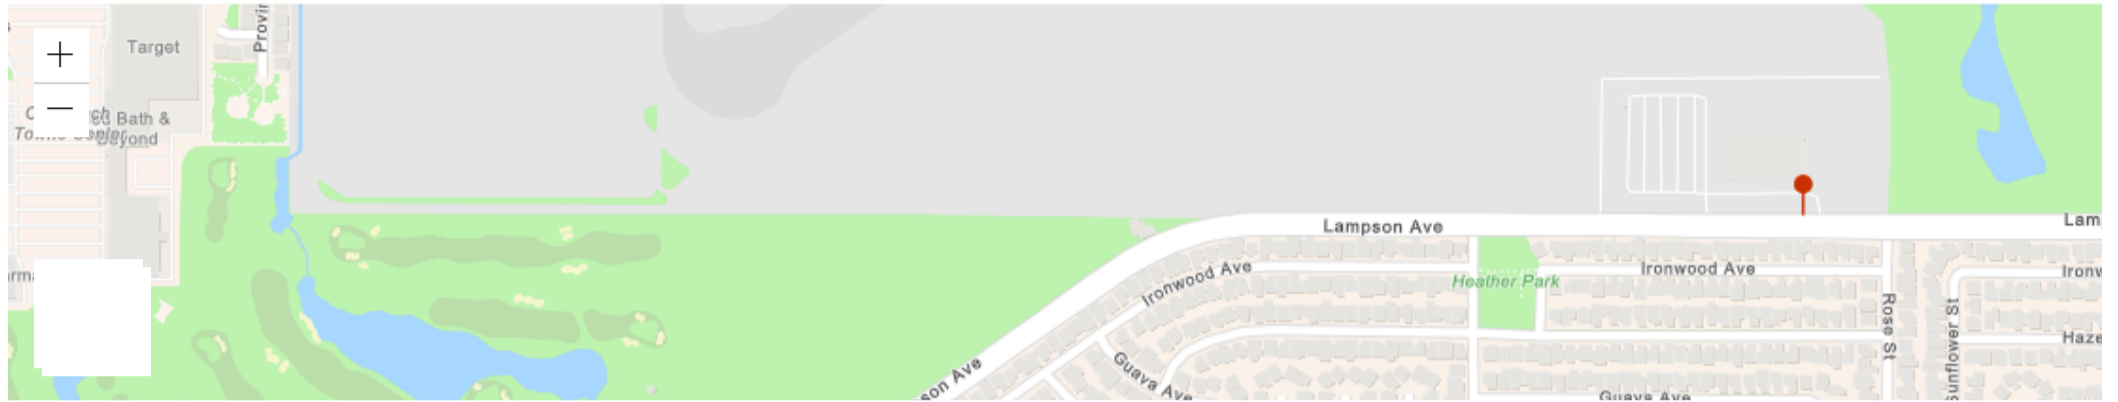 Target
Provin
Bath &
Beyond
Lampson Ave
Lam
Ironwood Ave
Ironwood Ave
Ironw
Heather Park
Rose St
Sunflower St
Haze
Guava Ave
son Ave
Guava Ave